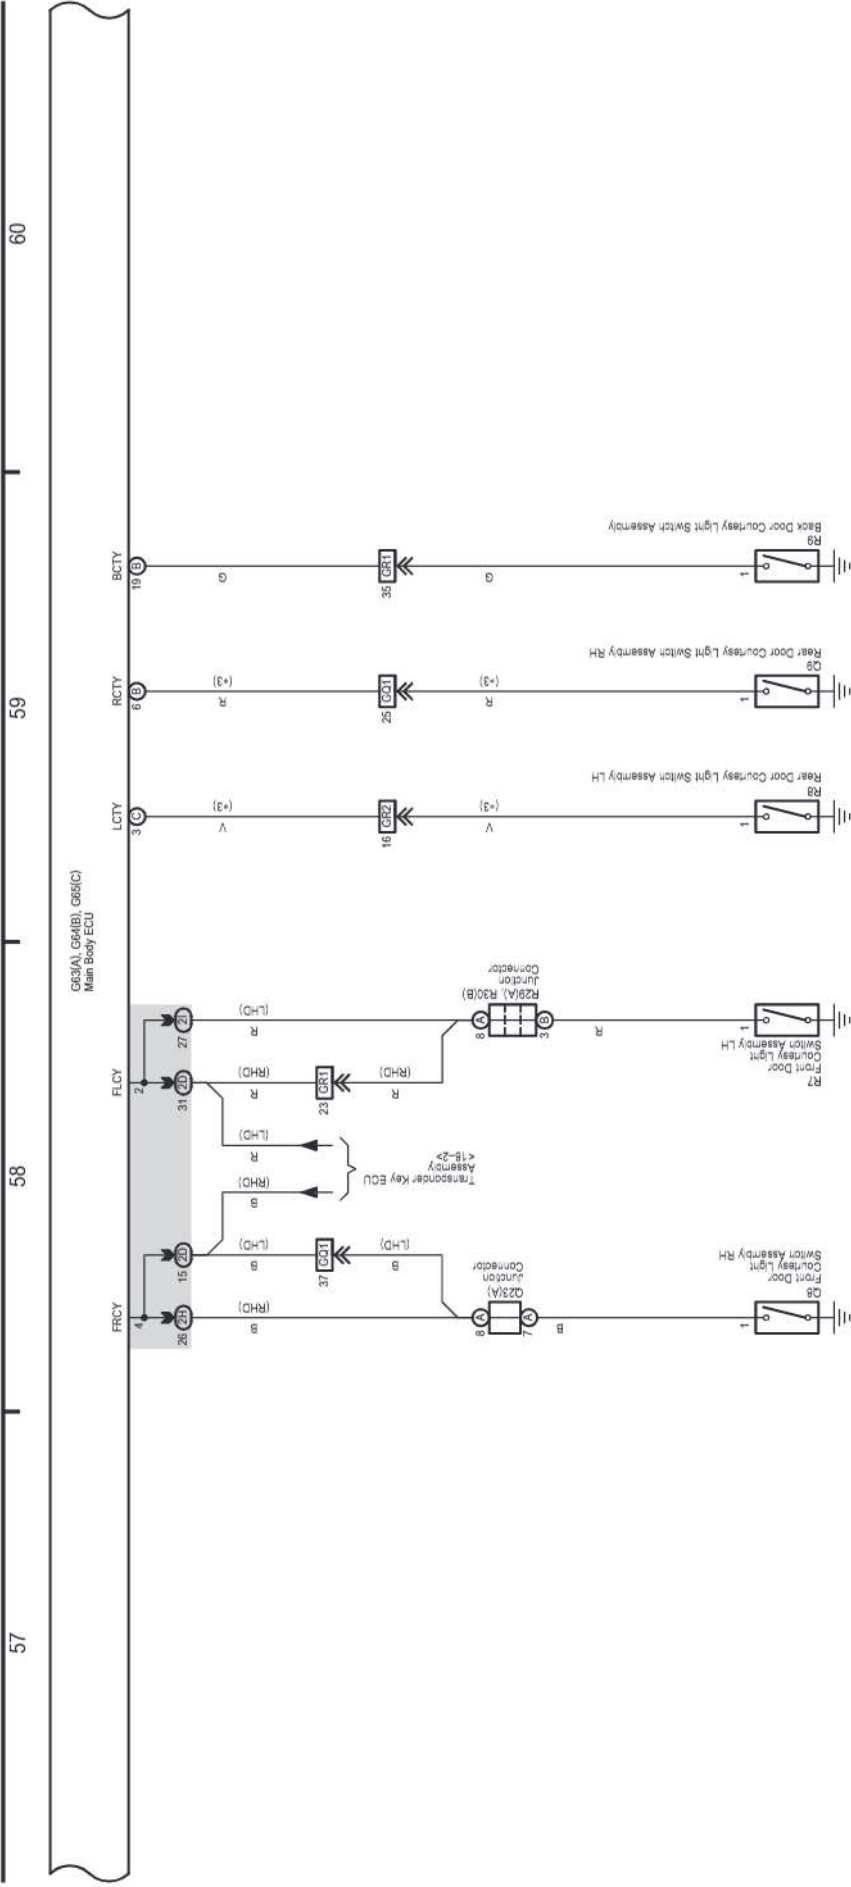 60
59
58
57
G63(A), G64(B), G65(C)
Main Body ECU
BCTY
19 B
G
35 GR1
G
1
R9
Back Door Courtesy Light Switch Assembly
RCTY
6 B
R
(*3)
25 GQ1
R
(*3)
1
Q9
Rear Door Courtesy Light Switch Assembly RH
LCTY
3 C
V
(*3)
16 GR2
V
(*3)
1
R8
Rear Door Courtesy Light Switch Assembly LH
FLCY
2
27 2I
R
(LHD)
31 2D
R
(RHD)
23 GR1
R
(RHD)
R
(LHD)
8 A
R29(A), R30(B)
Junction
Connector
3 B
R
1
R7
Front Door
Courtesy Light
Switch Assembly LH
Transponder Key ECU
Assembly
<18-2>
B
(RHD)
FRCY
4
15 2D
B
(LHD)
37 GQ1
B
(LHD)
26 2H
B
(RHD)
8 A
Q23(A)
Junction
Connector
7 A
B
1
Q8
Front Door
Courtesy Light
Switch Assembly RH